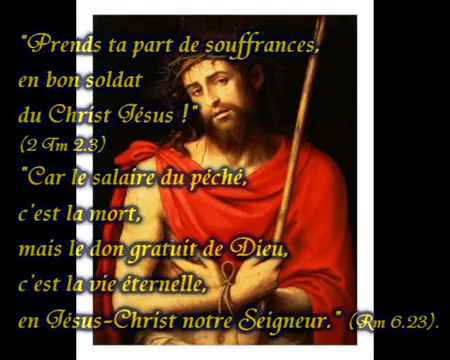 "Prends ta part de souffrances,
en bon soldat
du Christ Jésus !"
(2 Tm 2.3)
"Car le salaire du péché,
c'est la mort,
mais le don gratuit de Dieu,
c'est la vie éternelle,
en Jésus-Christ notre Seigneur." (Rm 6.23).